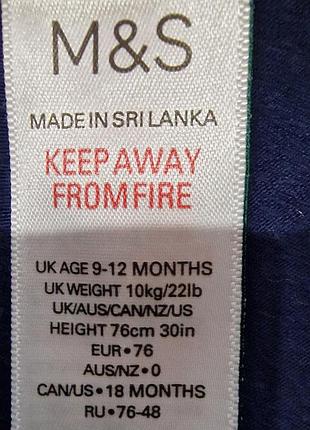 M&S
MADE IN SRI LANKA
KEEP AWAY
FROM FIRE
UK AGE 9-12 MONTHS
UK WEIGHT 10kg/22lb
UK/AUS/CAN/NZ/US
HEIGHT 76cm 30in
EUR•76
AUS/NZ•0
CAN/US•18 MONTHS
RU•76-48